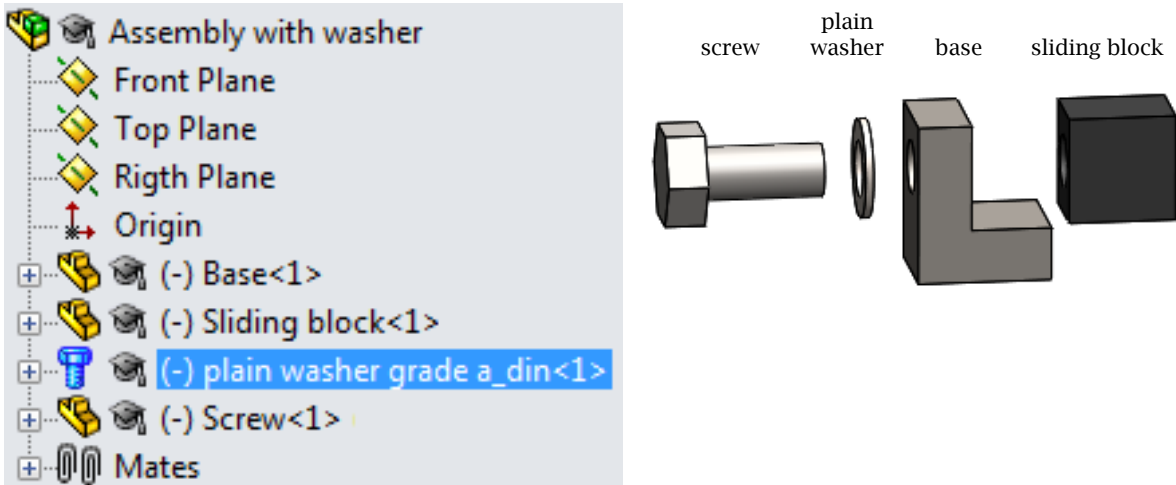 Assembly with washer
Front Plane
Top Plane
Rigth Plane
Origin
(-) Base<1>
(-) Sliding block<1>
(-) plain washer grade a_din<1>
(-) Screw<1>
Mates
screw
plain
washer
base
sliding block